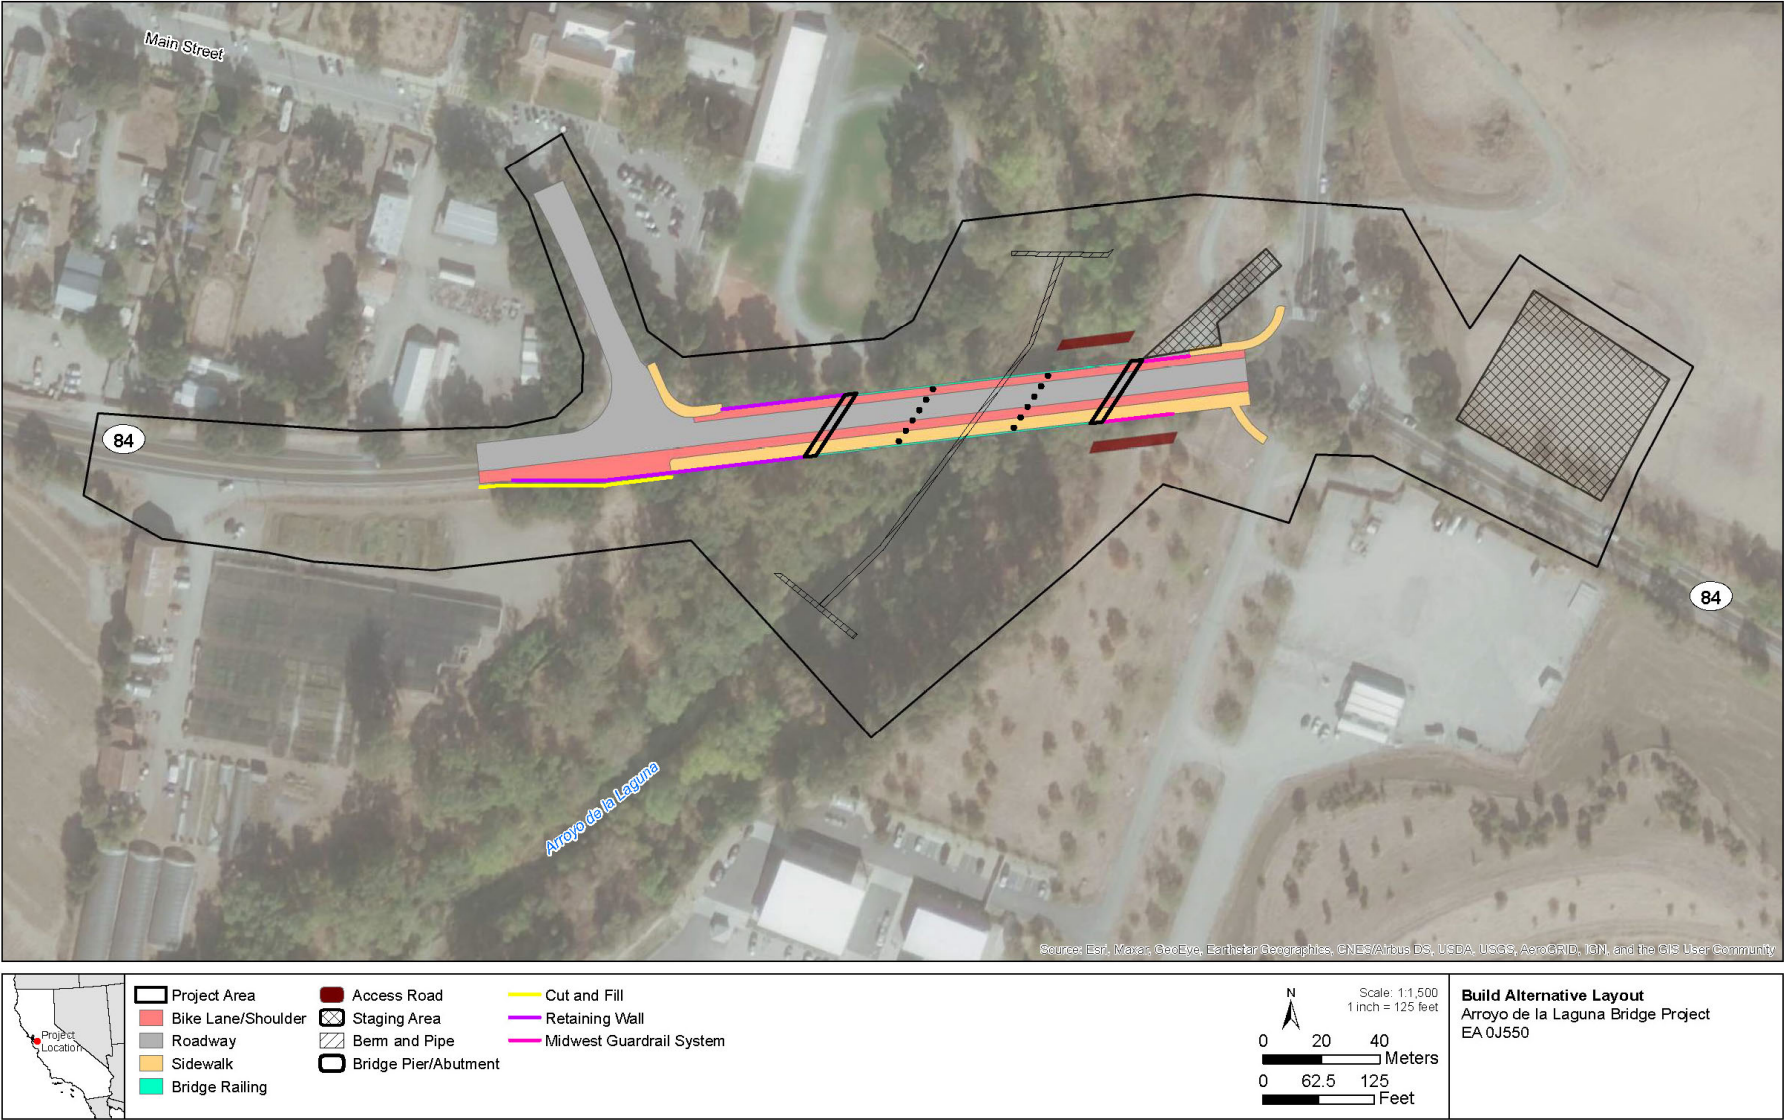 Main Street
84
84
Arroyo de la Laguna
Source: Esri, Maxar, GeoEye, Earthstar Geographics, CNES/Airbus DS, USDA, USGS, AeroGRID, IGN, and the GIS User Community
Project
Location
Project Area
Bike Lane/Shoulder
Roadway
Sidewalk
Bridge Railing
Access Road
Staging Area
Berm and Pipe
Bridge Pier/Abutment
Cut and Fill
Retaining Wall
Midwest Guardrail System
N
Scale: 1:1,500
1 inch = 125 feet
0 20 40
Meters
0 62.5 125
Feet
Build Alternative Layout
Arroyo de la Laguna Bridge Project
EA 0J550